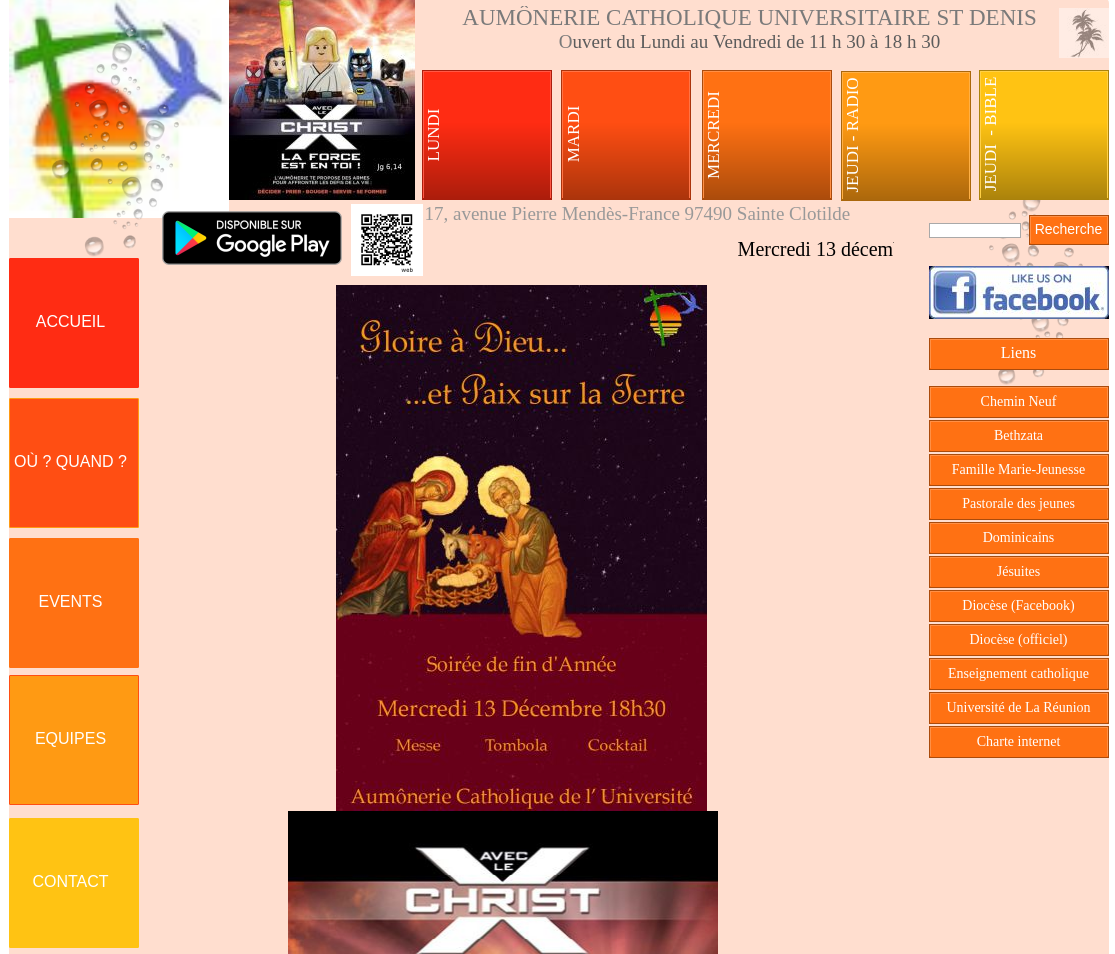 AUMÔNERIE CATHOLIQUE UNIVERSITAIRE ST DENIS
Ouvert du Lundi au Vendredi de 11 h 30 à 18 h 30
AVEC LE
CHRIST
LA FORCE
EST EN TOI !
Jg 6,14
L'AUMÔNERIE TE PROPOSE DES ARMES
POUR AFFRONTER LES DÉFIS DE LA VIE :
DÉCIDER - PRIER - BOUGER - SERVIR - SE FORMER
LUNDI
MARDI
MERCREDI
JEUDI - RADIO
JEUDI - BIBLE
DISPONIBLE SUR
Google Play
web
17, avenue Pierre Mendès-France 97490 Sainte Clotilde
Mercredi 13 décem
Recherche
LIKE US ON
facebook.
Liens
Chemin Neuf
Bethzata
Famille Marie-Jeunesse
Pastorale des jeunes
Dominicains
Jésuites
Diocèse (Facebook)
Diocèse (officiel)
Enseignement catholique
Université de La Réunion
Charte internet
ACCUEIL
OÙ ? QUAND ?
EVENTS
EQUIPES
CONTACT
Gloire à Dieu...
...et Paix sur la Terre
Soirée de fin d'Année
Mercredi 13 Décembre 18h30
Messe Tombola Cocktail
Aumônerie Catholique de l' Université
AVEC
LE
CHRIST